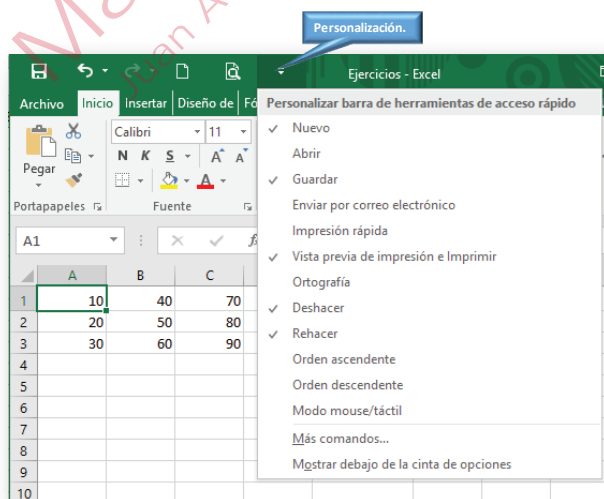 Personalización.
Ejercicios - Excel
Archivo Inicio Insertar Diseño de Fó
Personalizar barra de herramientas de acceso rápido
Nuevo
Abrir
Guardar
Enviar por correo electrónico
Impresión rápida
Vista previa de impresión e Imprimir
Ortografía
Deshacer
Rehacer
Orden ascendente
Orden descendente
Modo mouse/táctil
Más comandos...
Mostrar debajo de la cinta de opciones
Pegar
Portapapeles
Calibri 11
N K S A A
A
Fuente
A1
A B C
1 10 40 70
2 20 50 80
3 30 60 90
4
5
6
7
8
9
10
Juan A